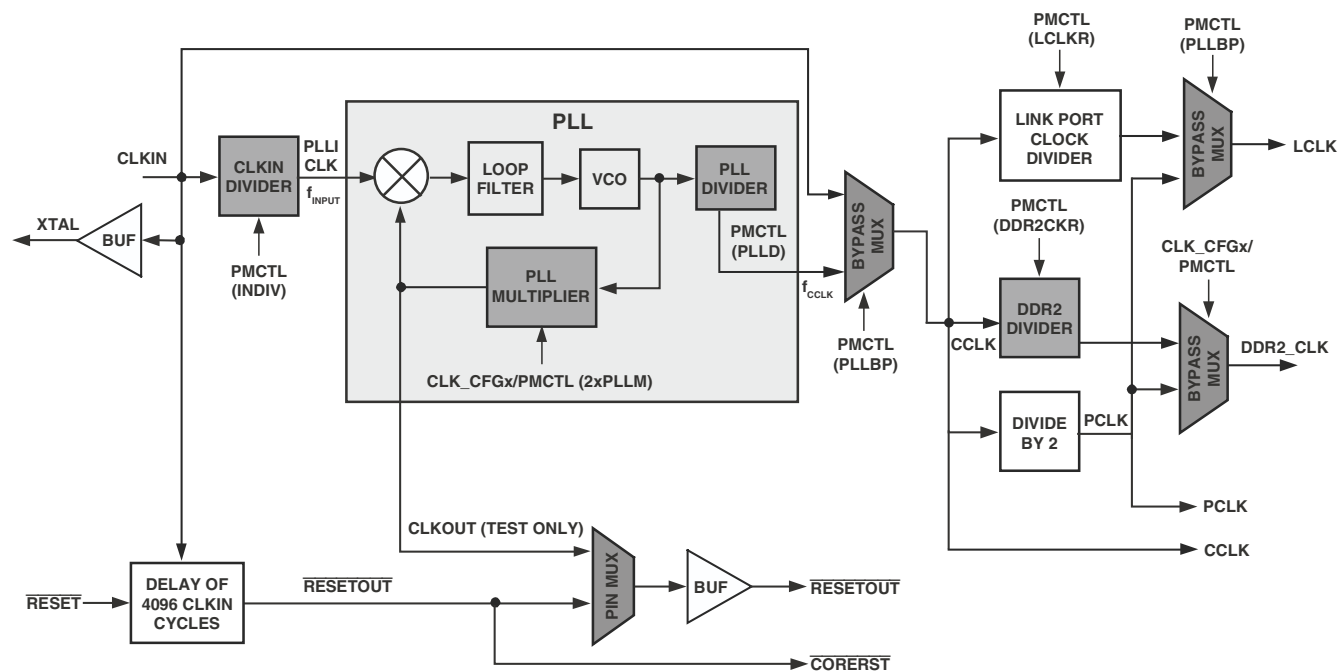 PMCTL
(LCLKR)
PMCTL
(PLLBP)
PLL
CLKIN
CLKIN
DIVIDER
PLLI
CLK
fINPUT
LOOP
FILTER
VCO
PLL
DIVIDER
LINK PORT
CLOCK
DIVIDER
BYPASS
MUX
LCLK
XTAL
BUF
PMCTL
(INDIV)
PLL
MULTIPLIER
PMCTL
(PLLD)
fCCLK
BYPASS
MUX
PMCTL
(PLLBP)
PMCTL
(DDR2CKR)
CLK_CFGx/
PMCTL
CCLK
DDR2
DIVIDER
BYPASS
MUX
DDR2_CLK
CLK_CFGx/PMCTL (2xPLLM)
DIVIDE
BY 2
PCLK
PCLK
CCLK
CLKOUT (TEST ONLY)
RESET
DELAY OF
4096 CLKIN
CYCLES
RESETOUT
PIN MUX
BUF
RESETOUT
CORERST